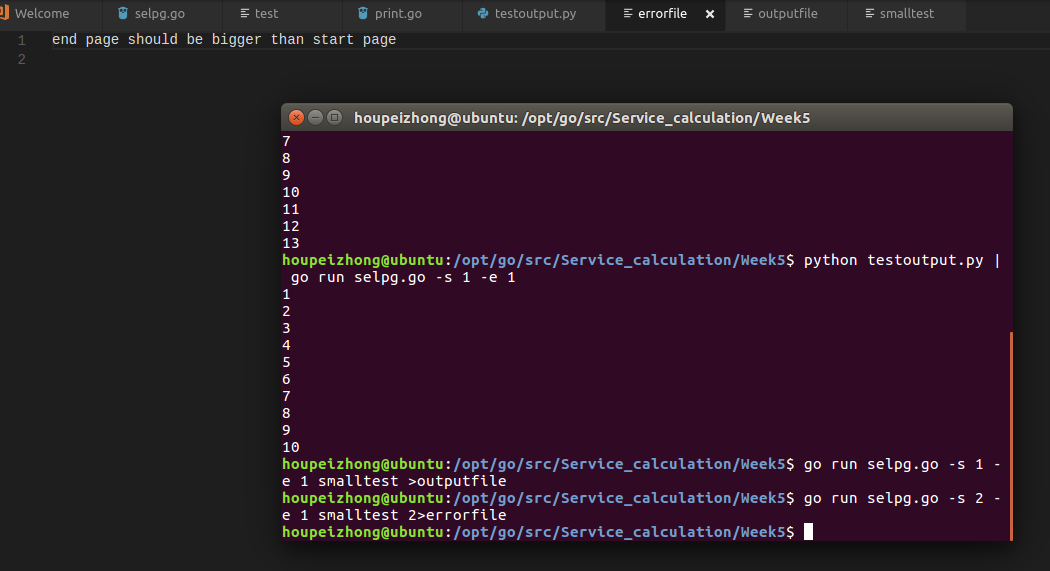 Welcome
selpg.go
test
print.go
testoutput.py
errorfile
outputfile
smalltest
1 end page should be bigger than start page
2
houpeizhong@ubuntu: /opt/go/src/Service_calculation/Week5
7
8
9
10
11
12
13
houpeizhong@ubuntu:/opt/go/src/Service_calculation/Week5$ python testoutput.py |
go run selpg.go -s 1 -e 1
1
2
3
4
5
6
7
8
9
10
houpeizhong@ubuntu:/opt/go/src/Service_calculation/Week5$ go run selpg.go -s 1 -
e 1 smalltest >outputfile
houpeizhong@ubuntu:/opt/go/src/Service_calculation/Week5$ go run selpg.go -s 2 -
e 1 smalltest 2>errorfile
houpeizhong@ubuntu:/opt/go/src/Service_calculation/Week5$